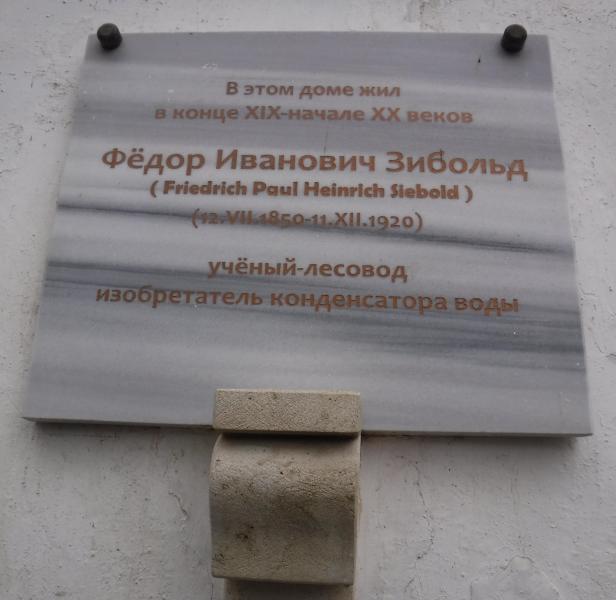 В этом доме жил
в конце XIX-начале XX веков
Фёдор Иванович Зибольд
( Friedrich Paul Heinrich Siebold )
(12.VII.1850-11.XII.1920)
учёный-лесовод
изобретатель конденсатора воды